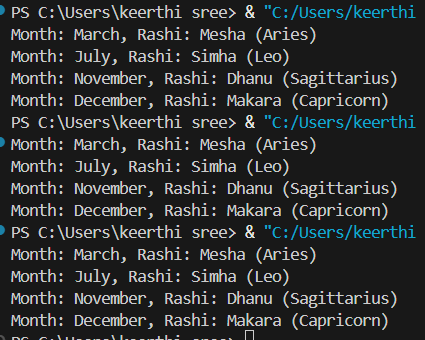 PS C:\Users\keerthi sree> & "C:/Users/keerthi
Month: March, Rashi: Mesha (Aries)
Month: July, Rashi: Simha (Leo)
Month: November, Rashi: Dhanu (Sagittarius)
Month: December, Rashi: Makara (Capricorn)
PS C:\Users\keerthi sree> & "C:/Users/keerthi
Month: March, Rashi: Mesha (Aries)
Month: July, Rashi: Simha (Leo)
Month: November, Rashi: Dhanu (Sagittarius)
Month: December, Rashi: Makara (Capricorn)
PS C:\Users\keerthi sree> & "C:/Users/keerthi
Month: March, Rashi: Mesha (Aries)
Month: July, Rashi: Simha (Leo)
Month: November, Rashi: Dhanu (Sagittarius)
Month: December, Rashi: Makara (Capricorn)
PS C:\Users\keerthi sree>